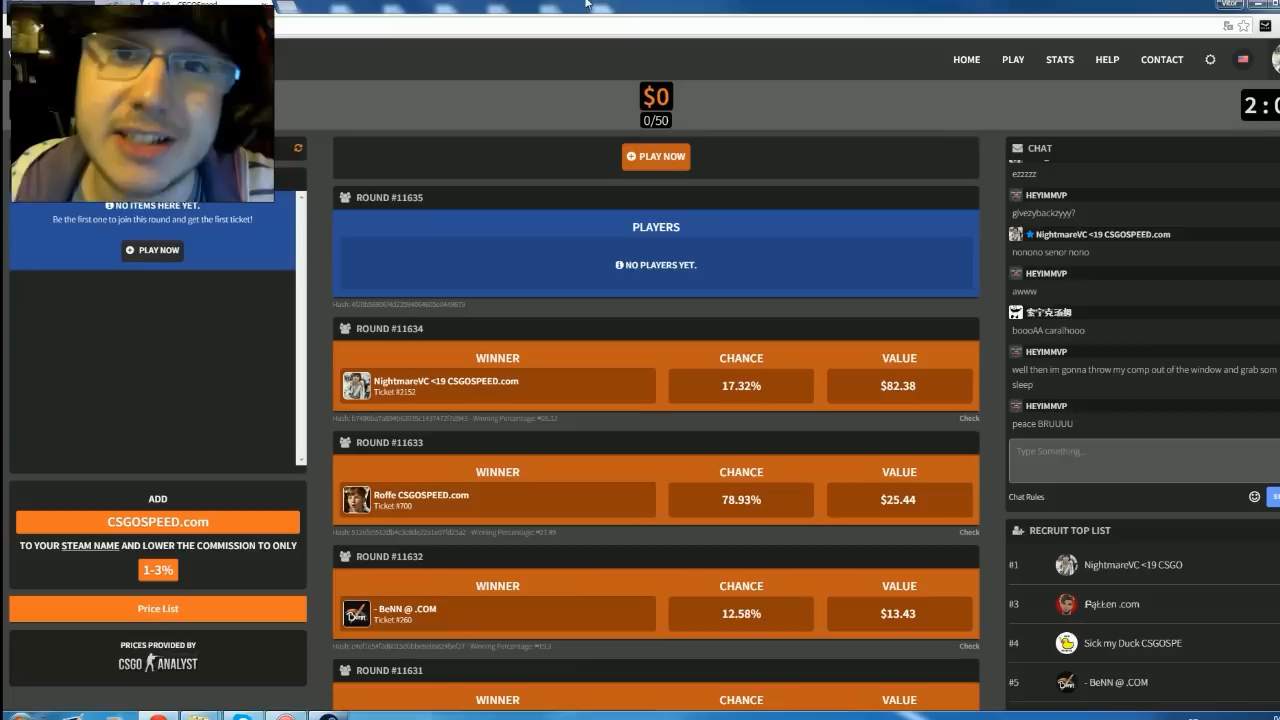 Vitor
HOME
PLAY
STATS
HELP
CONTACT
$0
0/50
2:0
PLAY NOW
NO ITEMS HERE YET.
Be the first one to join this round and get the first ticket!
PLAY NOW
ADD
CSGOSPEED.com
TO YOUR STEAM NAME AND LOWER THE COMMISSION TO ONLY
1-3%
Price List
PRICES PROVIDED BY
CSGO ANALYST
ROUND #11635
PLAYERS
NO PLAYERS YET.
ROUND #11634
WINNER CHANCE VALUE
NightmareVC <19 CSGOSPEED.com
Ticket #2152
17.32%
$82.38
Check
ROUND #11633
WINNER CHANCE VALUE
Roffe CSGOSPEED.com
Ticket #700
78.93%
$25.44
Check
ROUND #11632
WINNER CHANCE VALUE
- BeNN @ .COM
Ticket #260
12.58%
$13.43
Check
ROUND #11631
WINNER CHANCE VALUE
CHAT
ezzzzz
HEYIMMVP
givezybackzyyy?
NightmareVC <19 CSGOSPEED.com
nonono senor nono
HEYIMMVP
awww
boooAA caralhooo
HEYIMMVP
well then im gonna throw my comp out of the window and grab som
sleep
HEYIMMVP
peace BRUUUU
Type Something...
Chat Rules
RECRUIT TOP LIST
#1 NightmareVC <19 CSGO
#3 .com
#4 Sick my Duck CSGOSPE
#5 - BeNN @ .COM